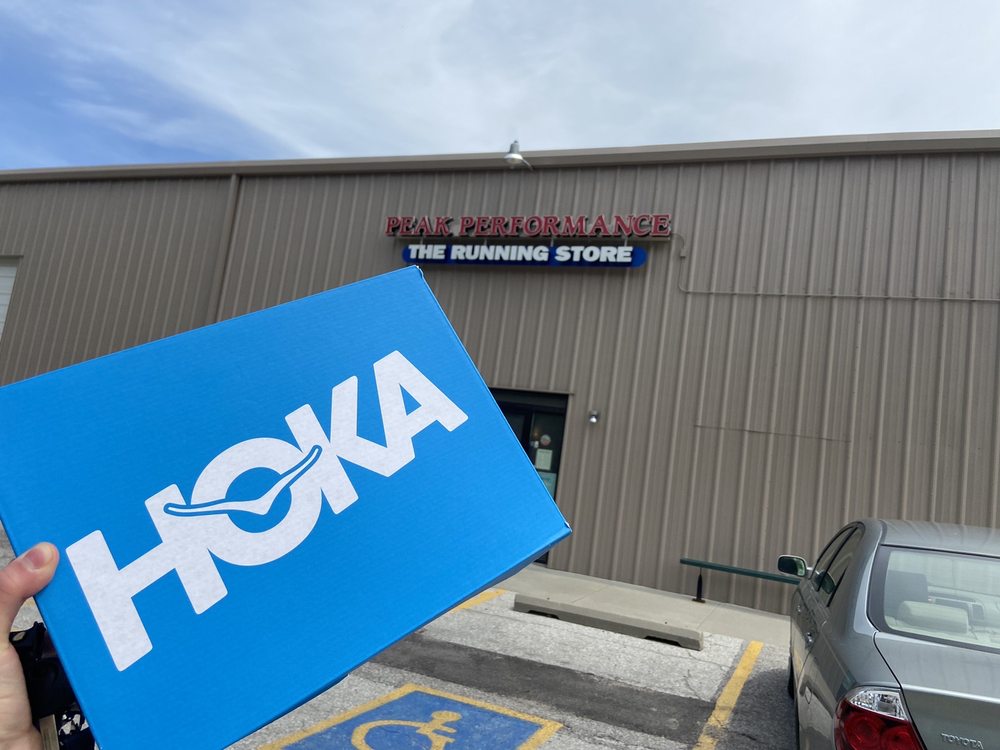 PEAK PERFORMANCE
THE RUNNING STORE
HOKA
TOYOTA